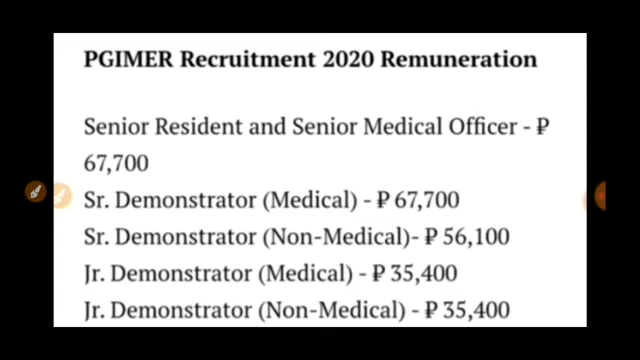 PGIMER Recruitment 2020 Remuneration
Senior Resident and Senior Medical Officer - ₽
67,700
Sr. Demonstrator (Medical) - ₽ 67,700
Sr. Demonstrator (Non-Medical)- ₽ 56,100
Jr. Demonstrator (Medical) - ₽ 35,400
Jr. Demonstrator (Non-Medical) - ₽ 35,400